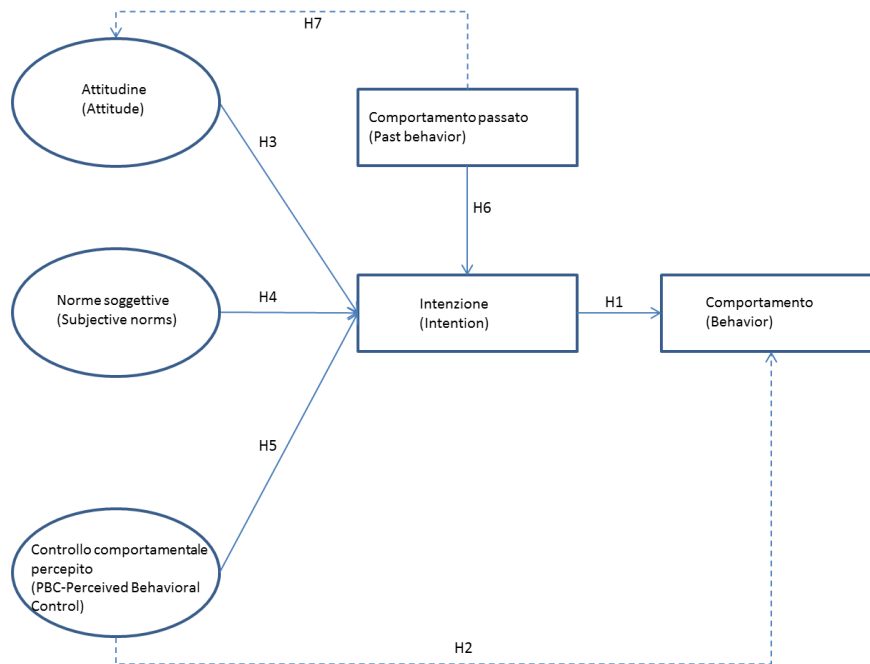 H7
Attitudine
(Attitude)
Comportamento passato
(Past behavior)
H3
H6
Norme soggettive
(Subjective norms)
H4
Intenzione
(Intention)
H1
Comportamento
(Behavior)
H5
Controllo comportamentale
percepito
(PBC-Perceived Behavioral
Control)
H2